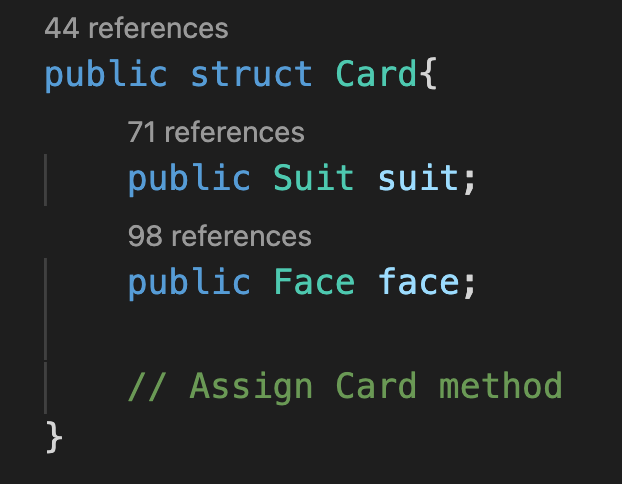 44 references
public struct Card{
71 references
public Suit suit;
98 references
public Face face;
// Assign Card method
}